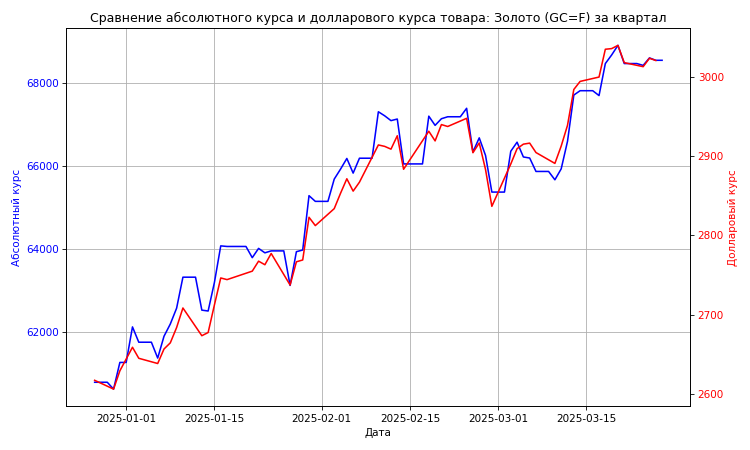 Сравнение абсолютного курса и долларового курса товара: Золото (GC=F) за квартал
Абсолютный курс
68000
66000
64000
62000
3000
2900
2800
2700
2600
Долларовый курс
2025-01-01 2025-01-15 2025-02-01 2025-02-15 2025-03-01 2025-03-15
Дата